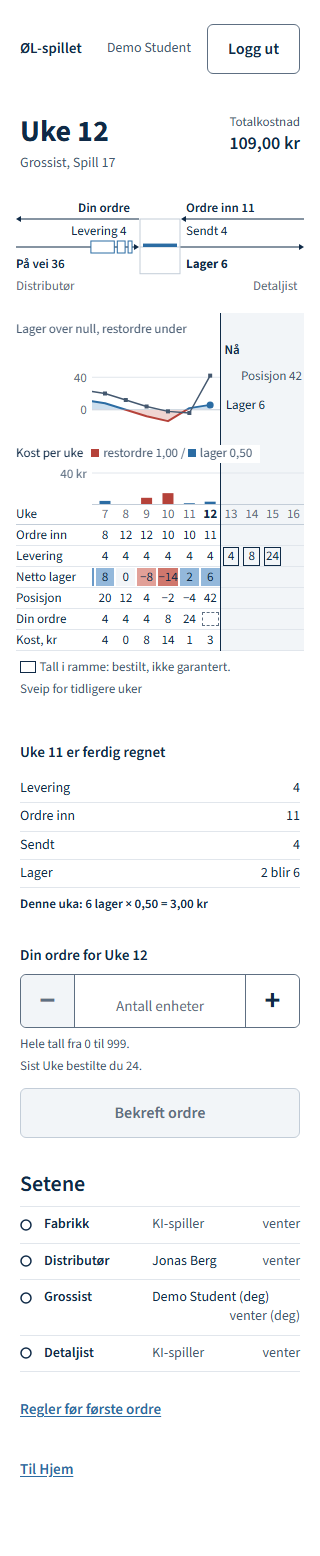 ØL-spillet Demo Student Logg ut
Uke 12
Grossist, Spill 17
Totalkostnad
109,00 kr
Din ordre Ordre inn 11
Levering 4 Sendt 4
På vei 36 Lager 6
Distributør Detaljist
Lager over null, restordre under
Nå
Posisjon 42
40
Lager 6
0
Kost per uke restordre 1,00 / lager 0,50
40 kr
Uke 7 8 9 10 11 12 13 14 15 16
Ordre inn 8 12 12 10 10 11
Levering 4 4 4 4 4 4 4 8 24
Netto lager 8 0 −8 −14 2 6
Posisjon 20 12 4 −2 −4 42
Din ordre 4 4 4 8 24
Kost, kr 4 0 8 14 1 3
Tall i ramme: bestilt, ikke garantert.
Sveip for tidligere uker
Uke 11 er ferdig regnet
Levering 4
Ordre inn 11
Sendt 4
Lager 2 blir 6
Denne uka: 6 lager × 0,50 = 3,00 kr
Din ordre for Uke 12
− Antall enheter +
Hele tall fra 0 til 999.
Sist Uke bestilte du 24.
Bekreft ordre
Setene
Fabrikk KI-spiller venter
Distributør Jonas Berg venter
Grossist Demo Student (deg)
venter (deg)
Detaljist KI-spiller venter
Regler før første ordre
Til Hjem